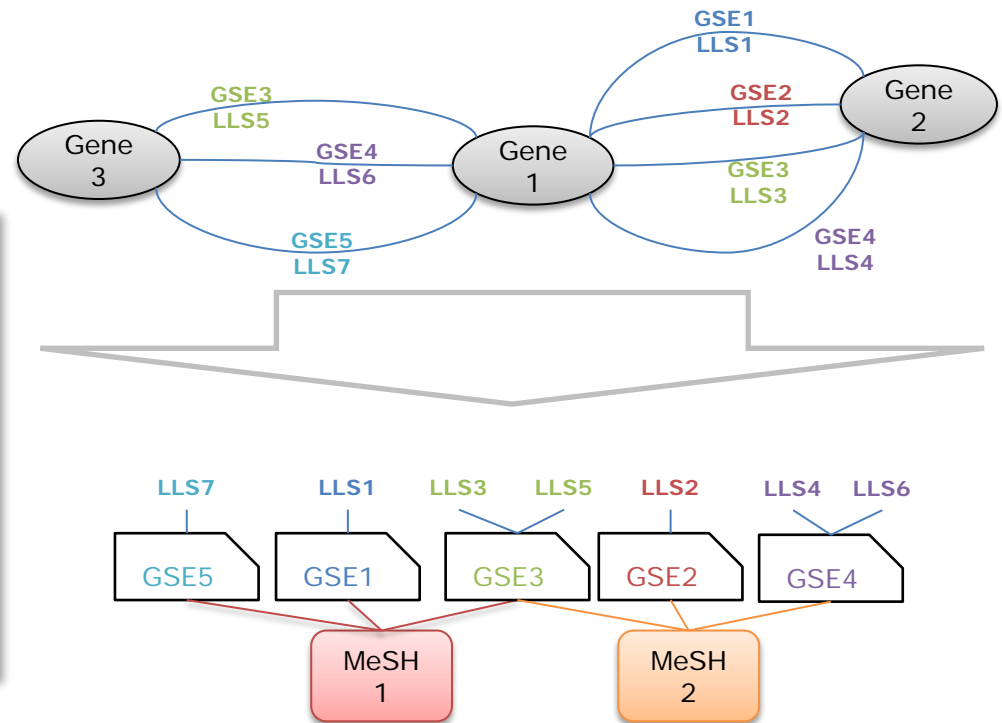 GSE1
LLS1
GSE3
LLS5
GSE2
LLS2
Gene
2
Gene
3
GSE4
LLS6
Gene
1
GSE3
LLS3
GSE5
LLS7
GSE4
LLS4
LLS7
LLS1
LLS3
LLS5
LLS2
LLS4
LLS6
GSE5
GSE1
GSE3
GSE2
GSE4
MeSH
1
MeSH
2